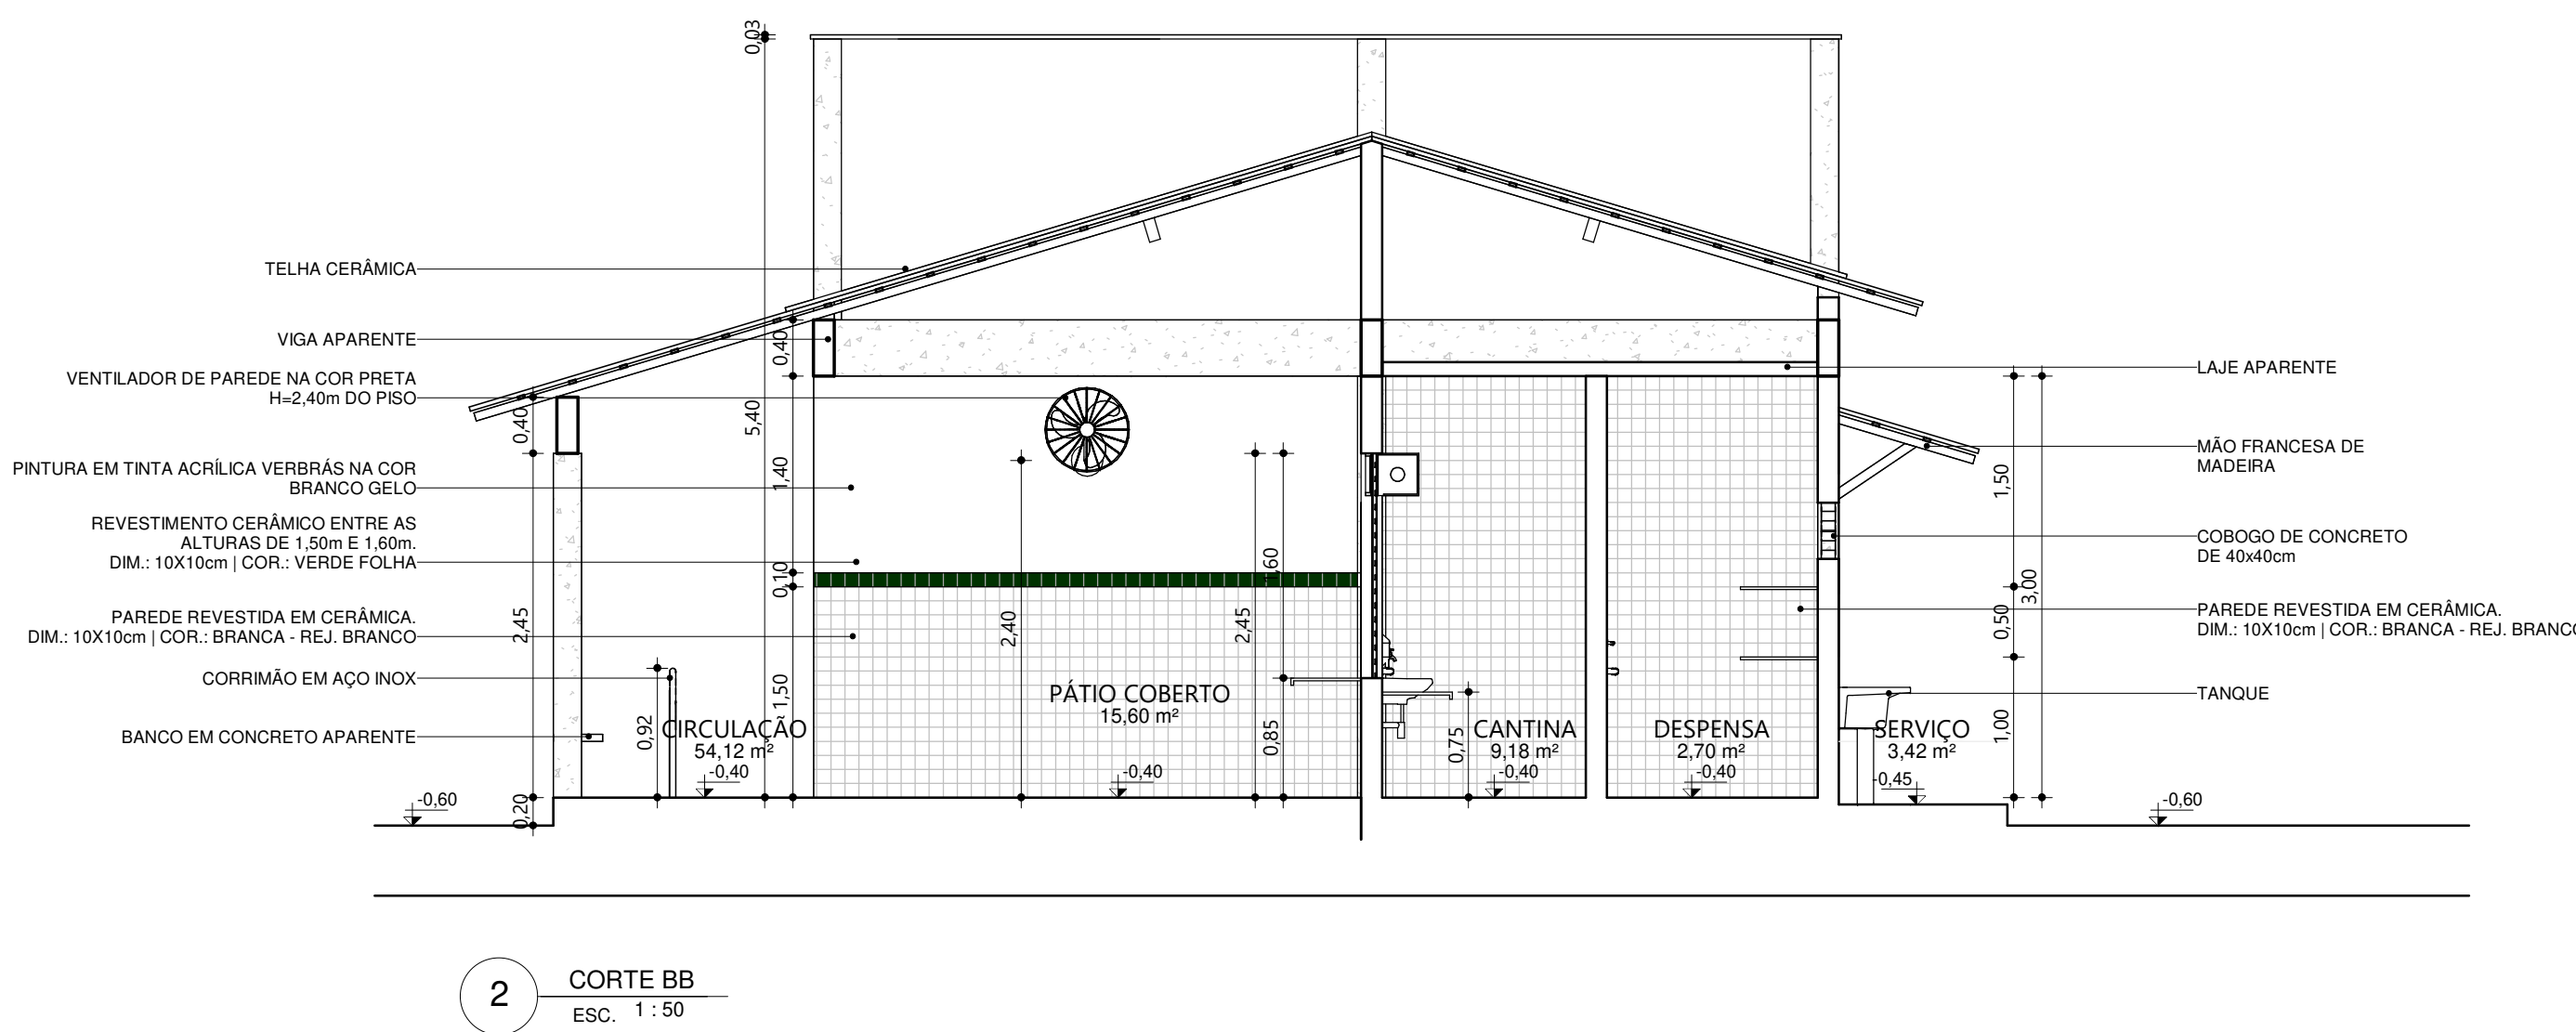 0,03
TELHA CERÂMICA
VIGA APARENTE
VENTILADOR DE PAREDE NA COR PRETA
H=2,40m DO PISO
PINTURA EM TINTA ACRÍLICA VERBRÁS NA COR
BRANCO GELO
REVESTIMENTO CERÂMICO ENTRE AS
ALTURAS DE 1,50m E 1,60m.
DIM.: 10X10cm | COR.: VERDE FOLHA
PAREDE REVESTIDA EM CERÂMICA.
DIM.: 10X10cm | COR.: BRANCA - REJ. BRANCO
CORRIMÃO EM AÇO INOX
BANCO EM CONCRETO APARENTE
-0,60
0,40
2,45
0,20
0,92
5,40
0,40
1,40
0,10
1,50
CIRCULAÇÃO
54,12 m²
-0,40
2,40
PÁTIO COBERTO
15,60 m²
-0,40
2,45
1,60
0,85
0,75
CANTINA
9,18 m²
-0,40
DESPENSA
2,70 m²
-0,40
SERVIÇO
3,42 m²
-0,45
1,50
0,50
1,00
3,00
-0,60
LAJE APARENTE
MÃO FRANCESA DE
MADEIRA
COBOGO DE CONCRETO
DE 40x40cm
PAREDE REVESTIDA EM CERÂMICA.
DIM.: 10X10cm | COR.: BRANCA - REJ. BRANCO
TANQUE
2
CORTE BB
ESC. 1 : 50